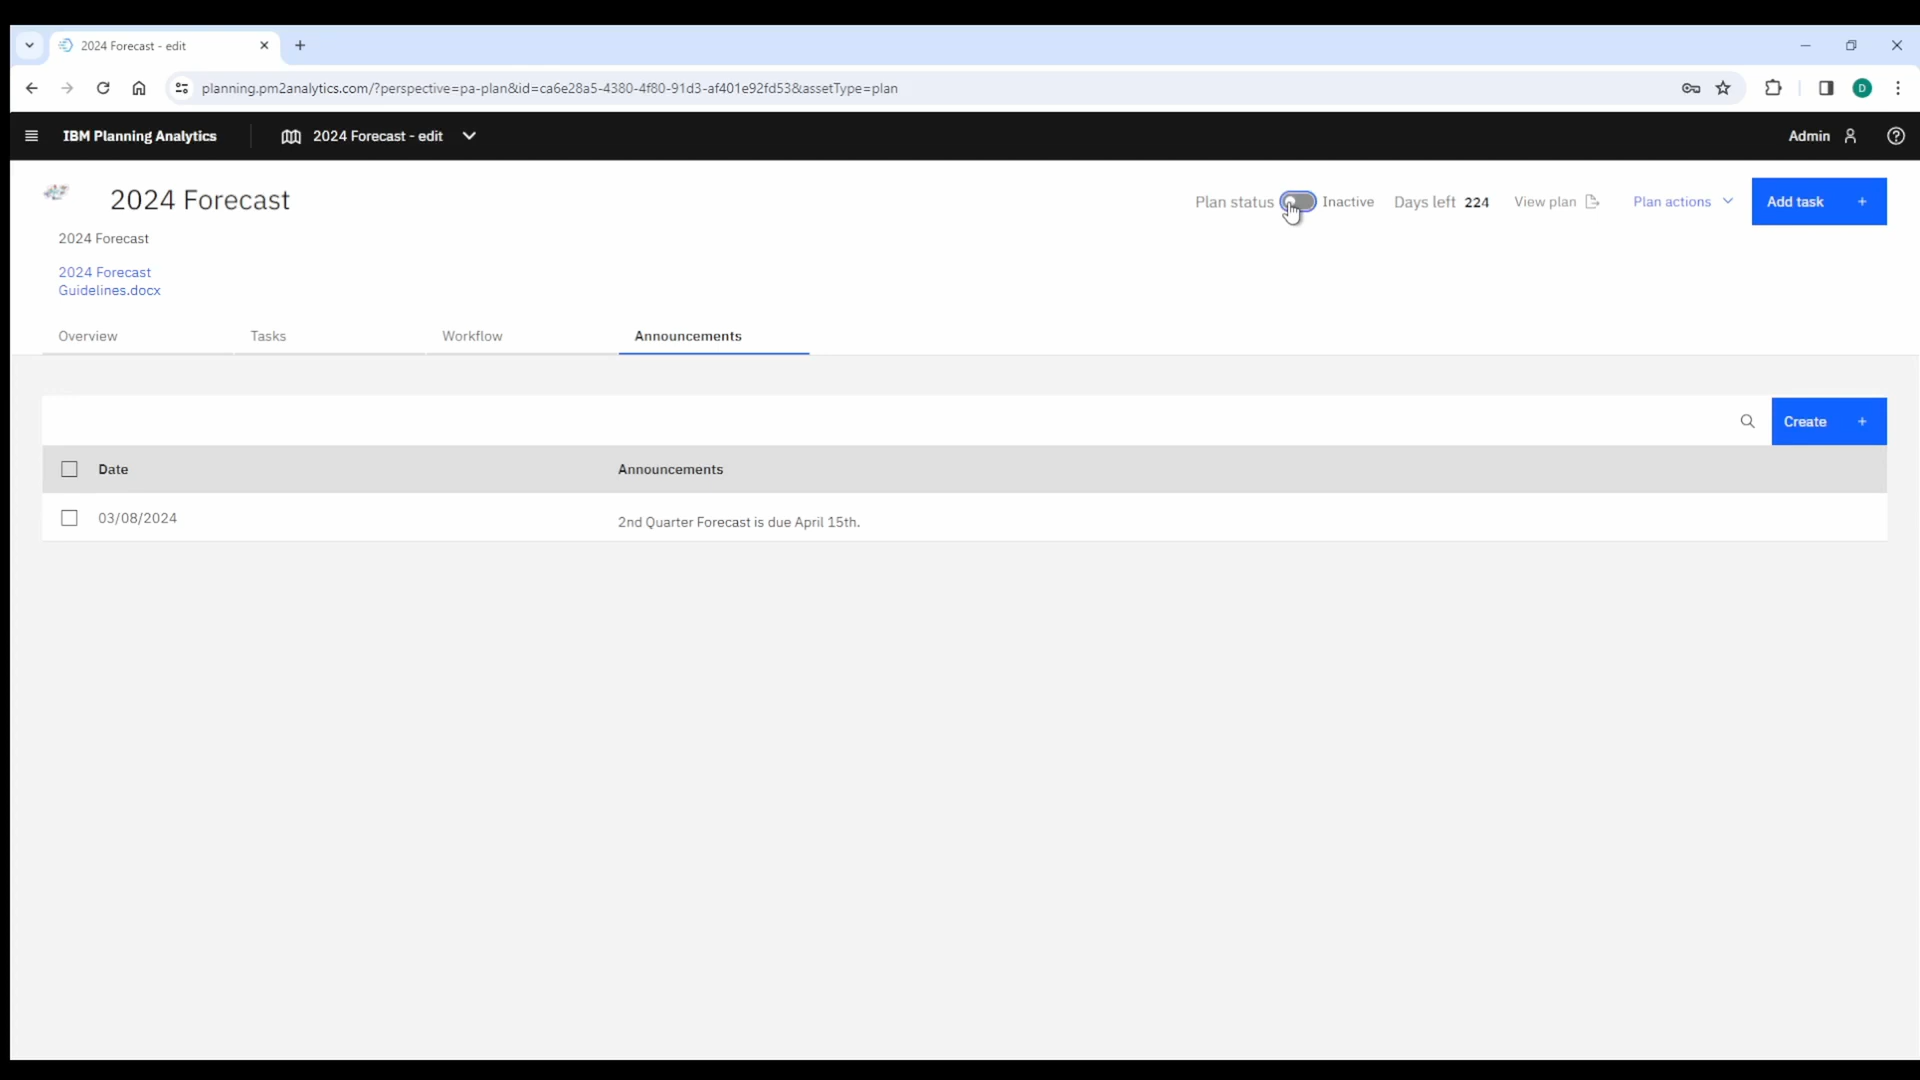 2024 Forecast - edit
planning.pm2analytics.com/?perspective=pa-plan&id=ca6e28a5-4380-4f80-91d3-af401e92fd53&assetType=plan
D
IBM Planning Analytics
2024 Forecast - edit
Admin
2024 Forecast
Plan status
Inactive
Days left 224
View plan
Plan actions
Add task +
2024 Forecast
2024 Forecast
Guidelines.docx
Overview
Tasks
Workflow
Announcements
Create +
Date
Announcements
03/08/2024
2nd Quarter Forecast is due April 15th.